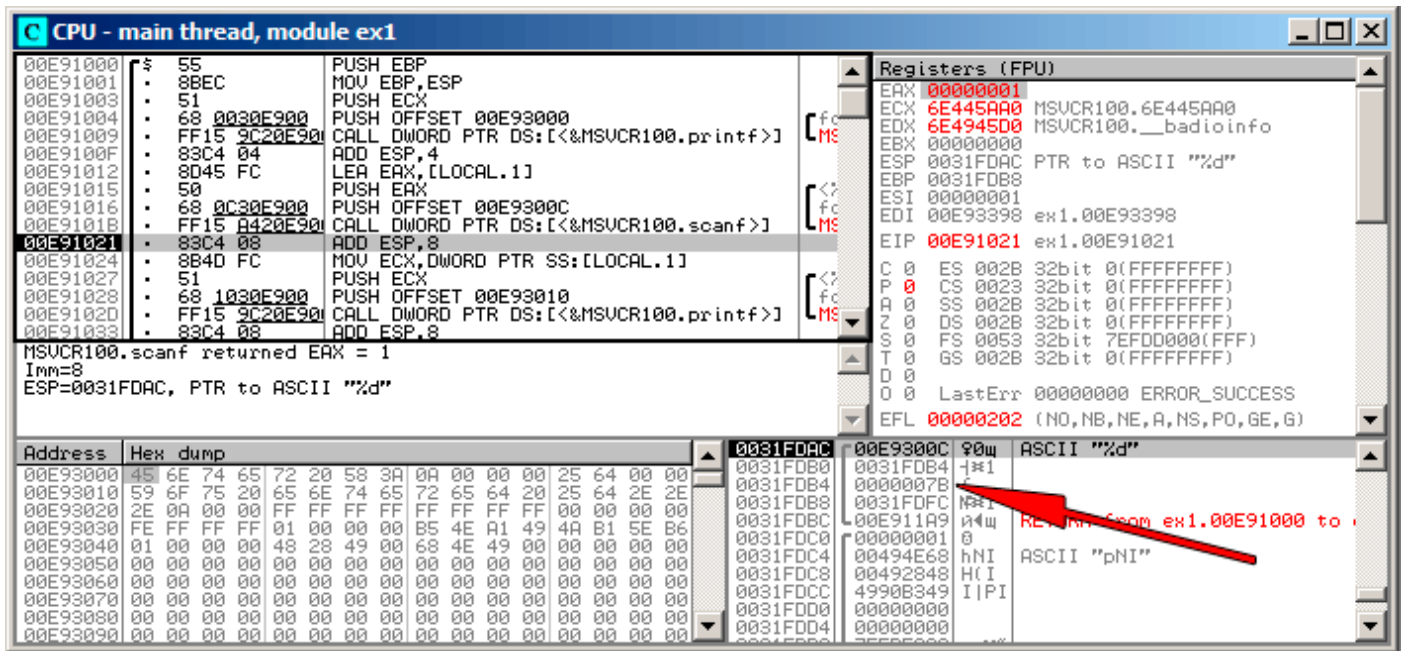 CPU - main thread, module ex1
00E91000 $ 55 PUSH EBP
00E91001 . 8BEC MOV EBP,ESP
00E91003 . 51 PUSH ECX
00E91004 . 68 0030E900 PUSH OFFSET 00E93000
00E91009 . FF15 9C20E90 CALL DWORD PTR DS:[<&MSVCR100.printf>]
00E9100F . 83C4 04 ADD ESP,4
00E91012 . 8D45 FC LEA EAX,[LOCAL.1]
00E91015 . 50 PUSH EAX
00E91016 . 68 0C30E900 PUSH OFFSET 00E9300C
00E9101B . FF15 A420E90 CALL DWORD PTR DS:[<&MSVCR100.scanf>]
00E91021 . 83C4 08 ADD ESP,8
00E91024 . 8B4D FC MOV ECX,DWORD PTR SS:[LOCAL.1]
00E91027 . 51 PUSH ECX
00E91028 . 68 1030E900 PUSH OFFSET 00E93010
00E9102D . FF15 9C20E90 CALL DWORD PTR DS:[<&MSVCR100.printf>]
00E91033 . 83C4 08 ADD ESP,8
MSVCR100.scanf returned EAX = 1
Imm=8
ESP=0031FDAC, PTR to ASCII "%d"
Registers (FPU)
EAX 00000001
ECX 6E445AA0 MSVCR100.6E445AA0
EDX 6E4945D0 MSVCR100.__badioinfo
EBX 00000000
ESP 0031FDAC PTR to ASCII "%d"
EBP 0031FDB8
ESI 00000001
EDI 00E93398 ex1.00E93398
EIP 00E91021 ex1.00E91021
C 0 ES 002B 32bit 0(FFFFFFFF)
P 0 CS 0023 32bit 0(FFFFFFFF)
A 0 SS 002B 32bit 0(FFFFFFFF)
Z 0 DS 002B 32bit 0(FFFFFFFF)
S 0 FS 0053 32bit 7EFDD000(FFF)
T 0 GS 002B 32bit 0(FFFFFFFF)
D 0
O 0 LastErr 00000000 ERROR_SUCCESS
EFL 00000202 (NO,NB,NE,A,NS,PO,GE,G)
Address Hex dump
00E93000 45 6E 74 65 72 20 58 3A 0A 00 00 00 25 64 00 00
00E93010 59 6F 75 20 65 6E 74 65 72 65 64 20 25 64 2E 2E
00E93020 2E 0A 00 00 FF FF FF FF FF FF FF FF 00 00 00 00
00E93030 FE FF FF FF 01 00 00 00 B5 4E A1 49 4A B1 5E B6
00E93040 01 00 00 00 48 28 49 00 68 4E 49 00 00 00 00 00
00E93050 00 00 00 00 00 00 00 00 00 00 00 00 00 00 00 00
00E93060 00 00 00 00 00 00 00 00 00 00 00 00 00 00 00 00
00E93070 00 00 00 00 00 00 00 00 00 00 00 00 00 00 00 00
00E93080 00 00 00 00 00 00 00 00 00 00 00 00 00 00 00 00
00E93090 00 00 00 00 00 00 00 00 00 00 00 00 00 00 00 00
0031FDAC 00E9300C ASCII "%d"
0031FDB0 0031FDB4
0031FDB4 0000007B
0031FDB8 0031FDFC
0031FDBC 00E911A9 from ex1.00E91000 to
0031FDC0 00000001
0031FDC4 00494E68 hNI ASCII "pNI"
0031FDC8 00492848 H(I
0031FDCC 4990B349 I|PI
0031FDD0 00000000
0031FDD4 00000000